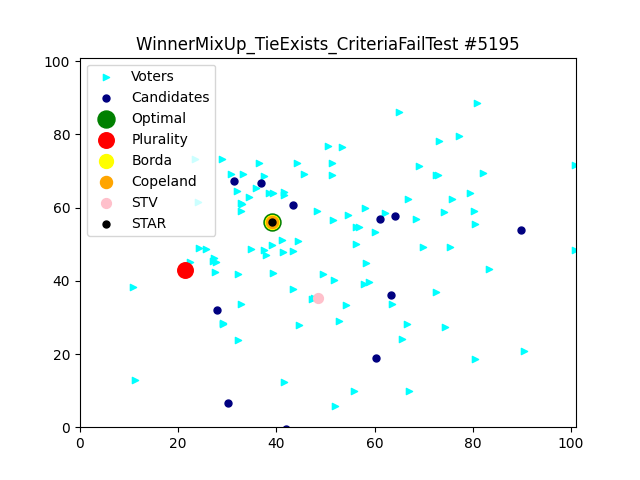 WinnerMixUp_TieExists_CriteriaFailTest #5195
Voters
Candidates
Optimal
Plurality
Borda
Copeland
STV
STAR
100
80
60
40
20
0
0 20 40 60 80 100